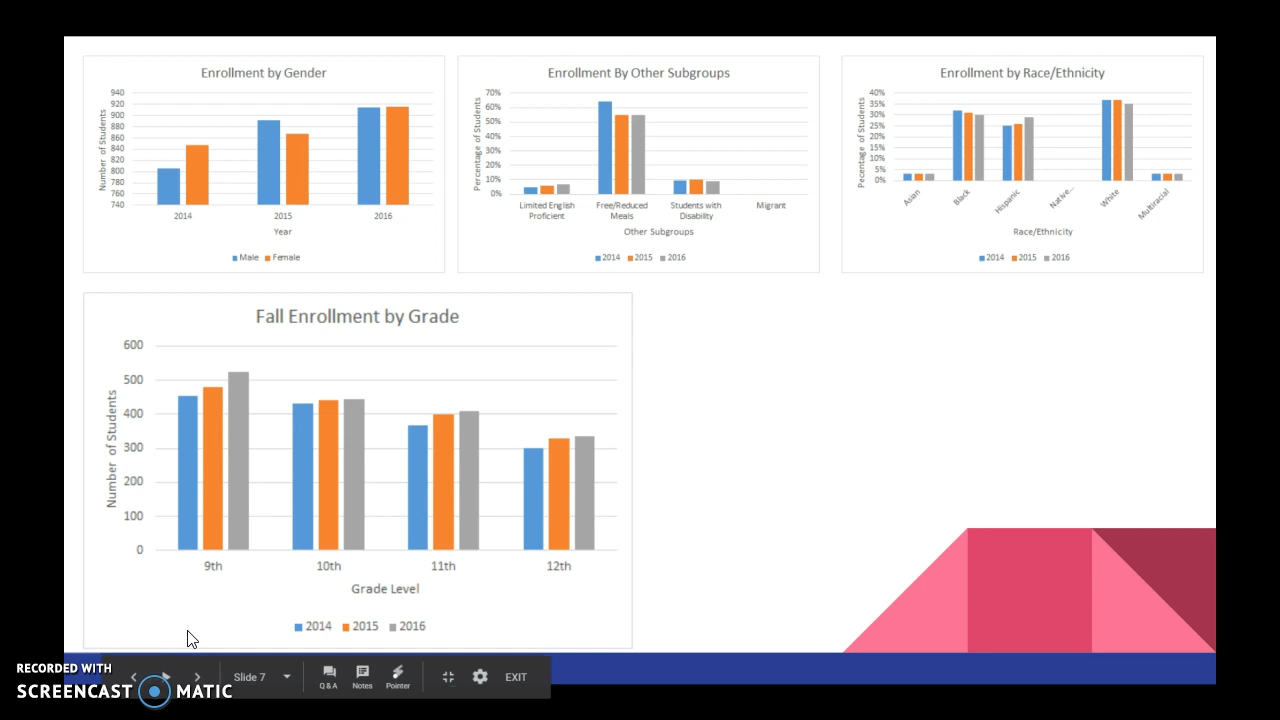 Enrollment by Gender
Number of Students
940
920
900
880
860
840
820
800
780
760
740
2014 2015 2016
Year
Male Female
Enrollment By Other Subgroups
Percentage of Students
70%
60%
50%
40%
30%
20%
10%
0%
Limited English Free/Reduced Students with Migrant
Proficient Meals Disability
Other Subgroups
2014 2015 2016
Enrollment by Race/Ethnicity
Pecentage of Students
40%
35%
30%
25%
20%
15%
10%
5%
0%
Asian Black Hispanic Native... White Multiracial
Race/Ethnicity
2014 2015 2016
Fall Enrollment by Grade
Number of Students
600
500
400
300
200
100
0
9th 10th 11th 12th
Grade Level
2014 2015 2016
RECORDED WITH
SCREENCAST MATIC
Slide 7
Q & A Notes Pointer
EXIT